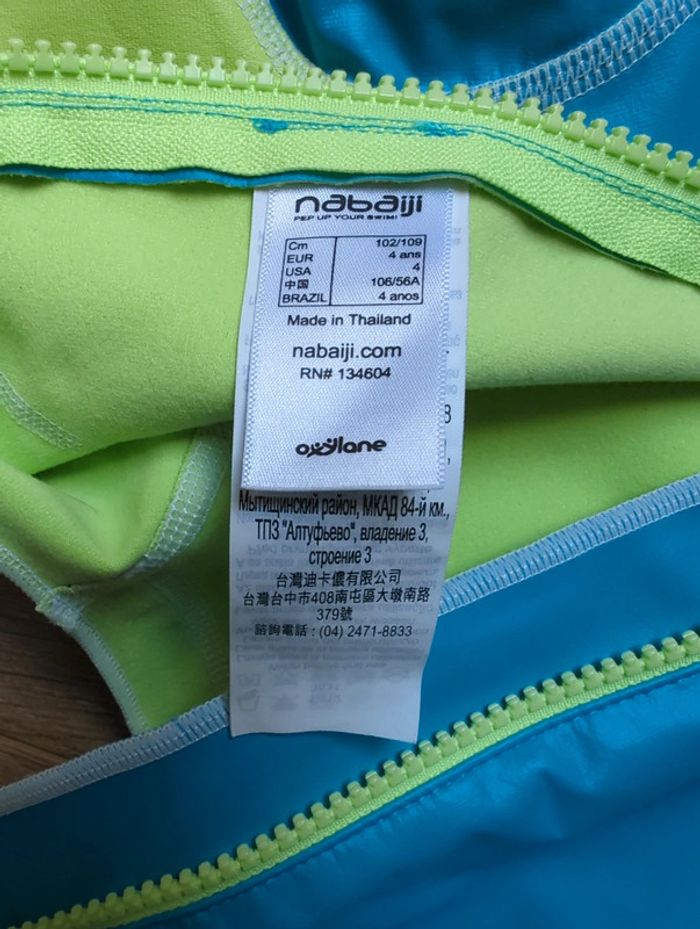 nabaiji
PEP UP YOUR SWIM!
Cm 102/109
EUR 4 ans
USA 4
中国 106/56A
BRAZIL 4 anos
Made in Thailand
nabaiji.com
RN# 134604
oxylane
Мытищинский район, МКАД 84-й км.,
ТПЗ "Алтуфьево", владение 3,
строение 3
台灣迪卡儂有限公司
台灣台中市408南屯區大墩南路
379號
諮詢電話：(04) 2471-8833